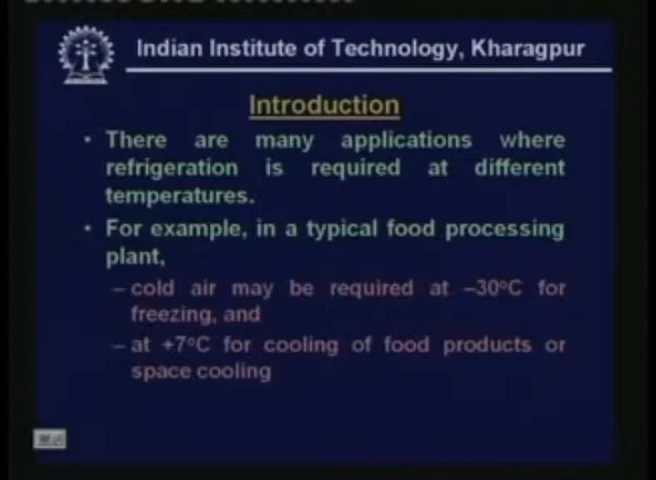 Indian Institute of Technology, Kharagpur
Introduction
• There are many applications where
refrigeration is required at different
temperatures.
• For example, in a typical food processing
plant,
– cold air may be required at –30°C for
freezing, and
– at +7°C for cooling of food products or
space cooling